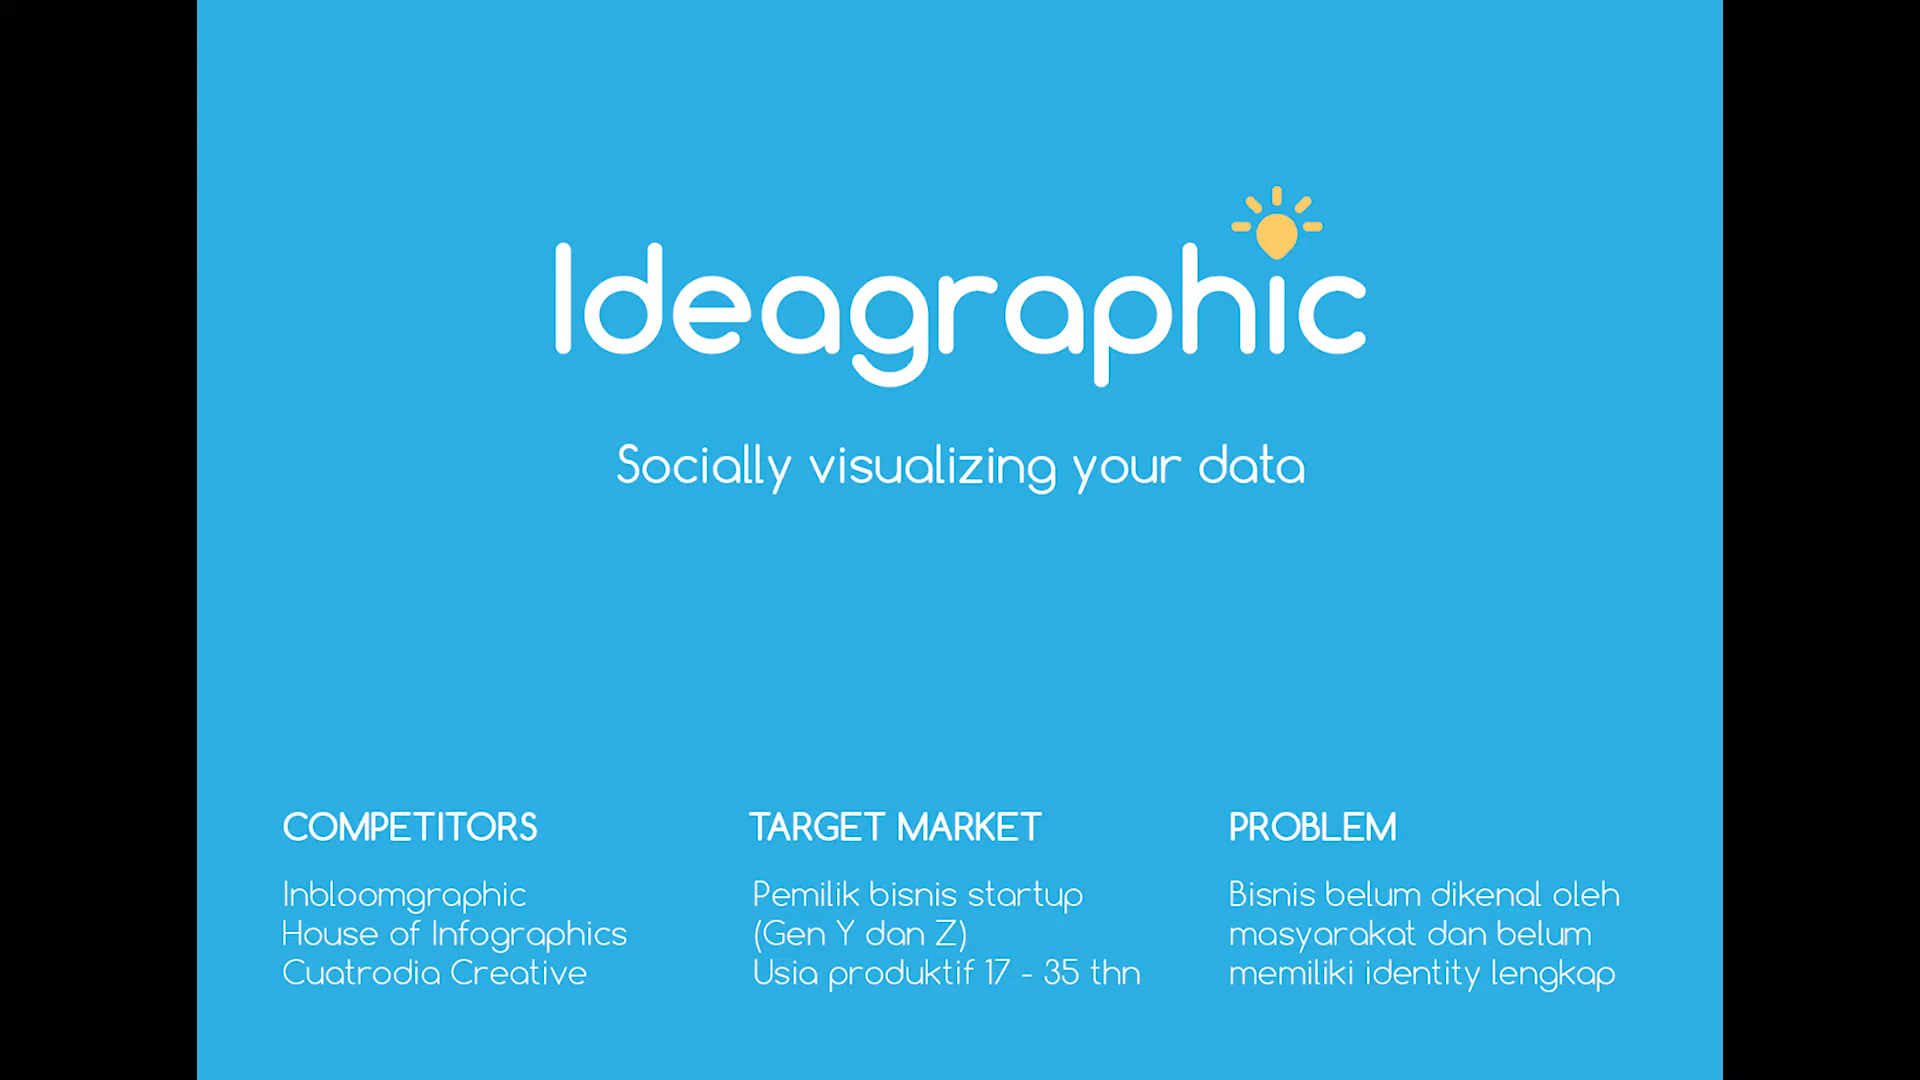 Ideagraphic
Socially visualizing your data
COMPETITORS
Inbloomgraphic
House of Infographics
Cuatrodia Creative
TARGET MARKET
Pemilik bisnis startup
(Gen Y dan Z)
Usia produktif 17 - 35 thn
PROBLEM
Bisnis belum dikenal oleh
masyarakat dan belum
memiliki identity lengkap